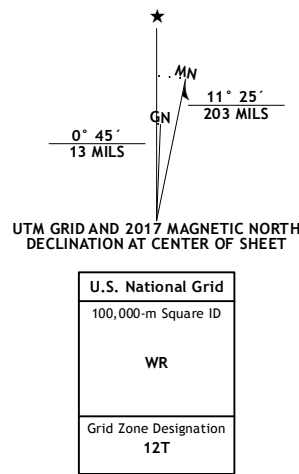 ★
MN
GN
11° 25´
203 MILS
0° 45´
13 MILS
UTM GRID AND 2017 MAGNETIC NORTH
DECLINATION AT CENTER OF SHEET
U.S. National Grid
100,000-m Square ID
WR
Grid Zone Designation
12T